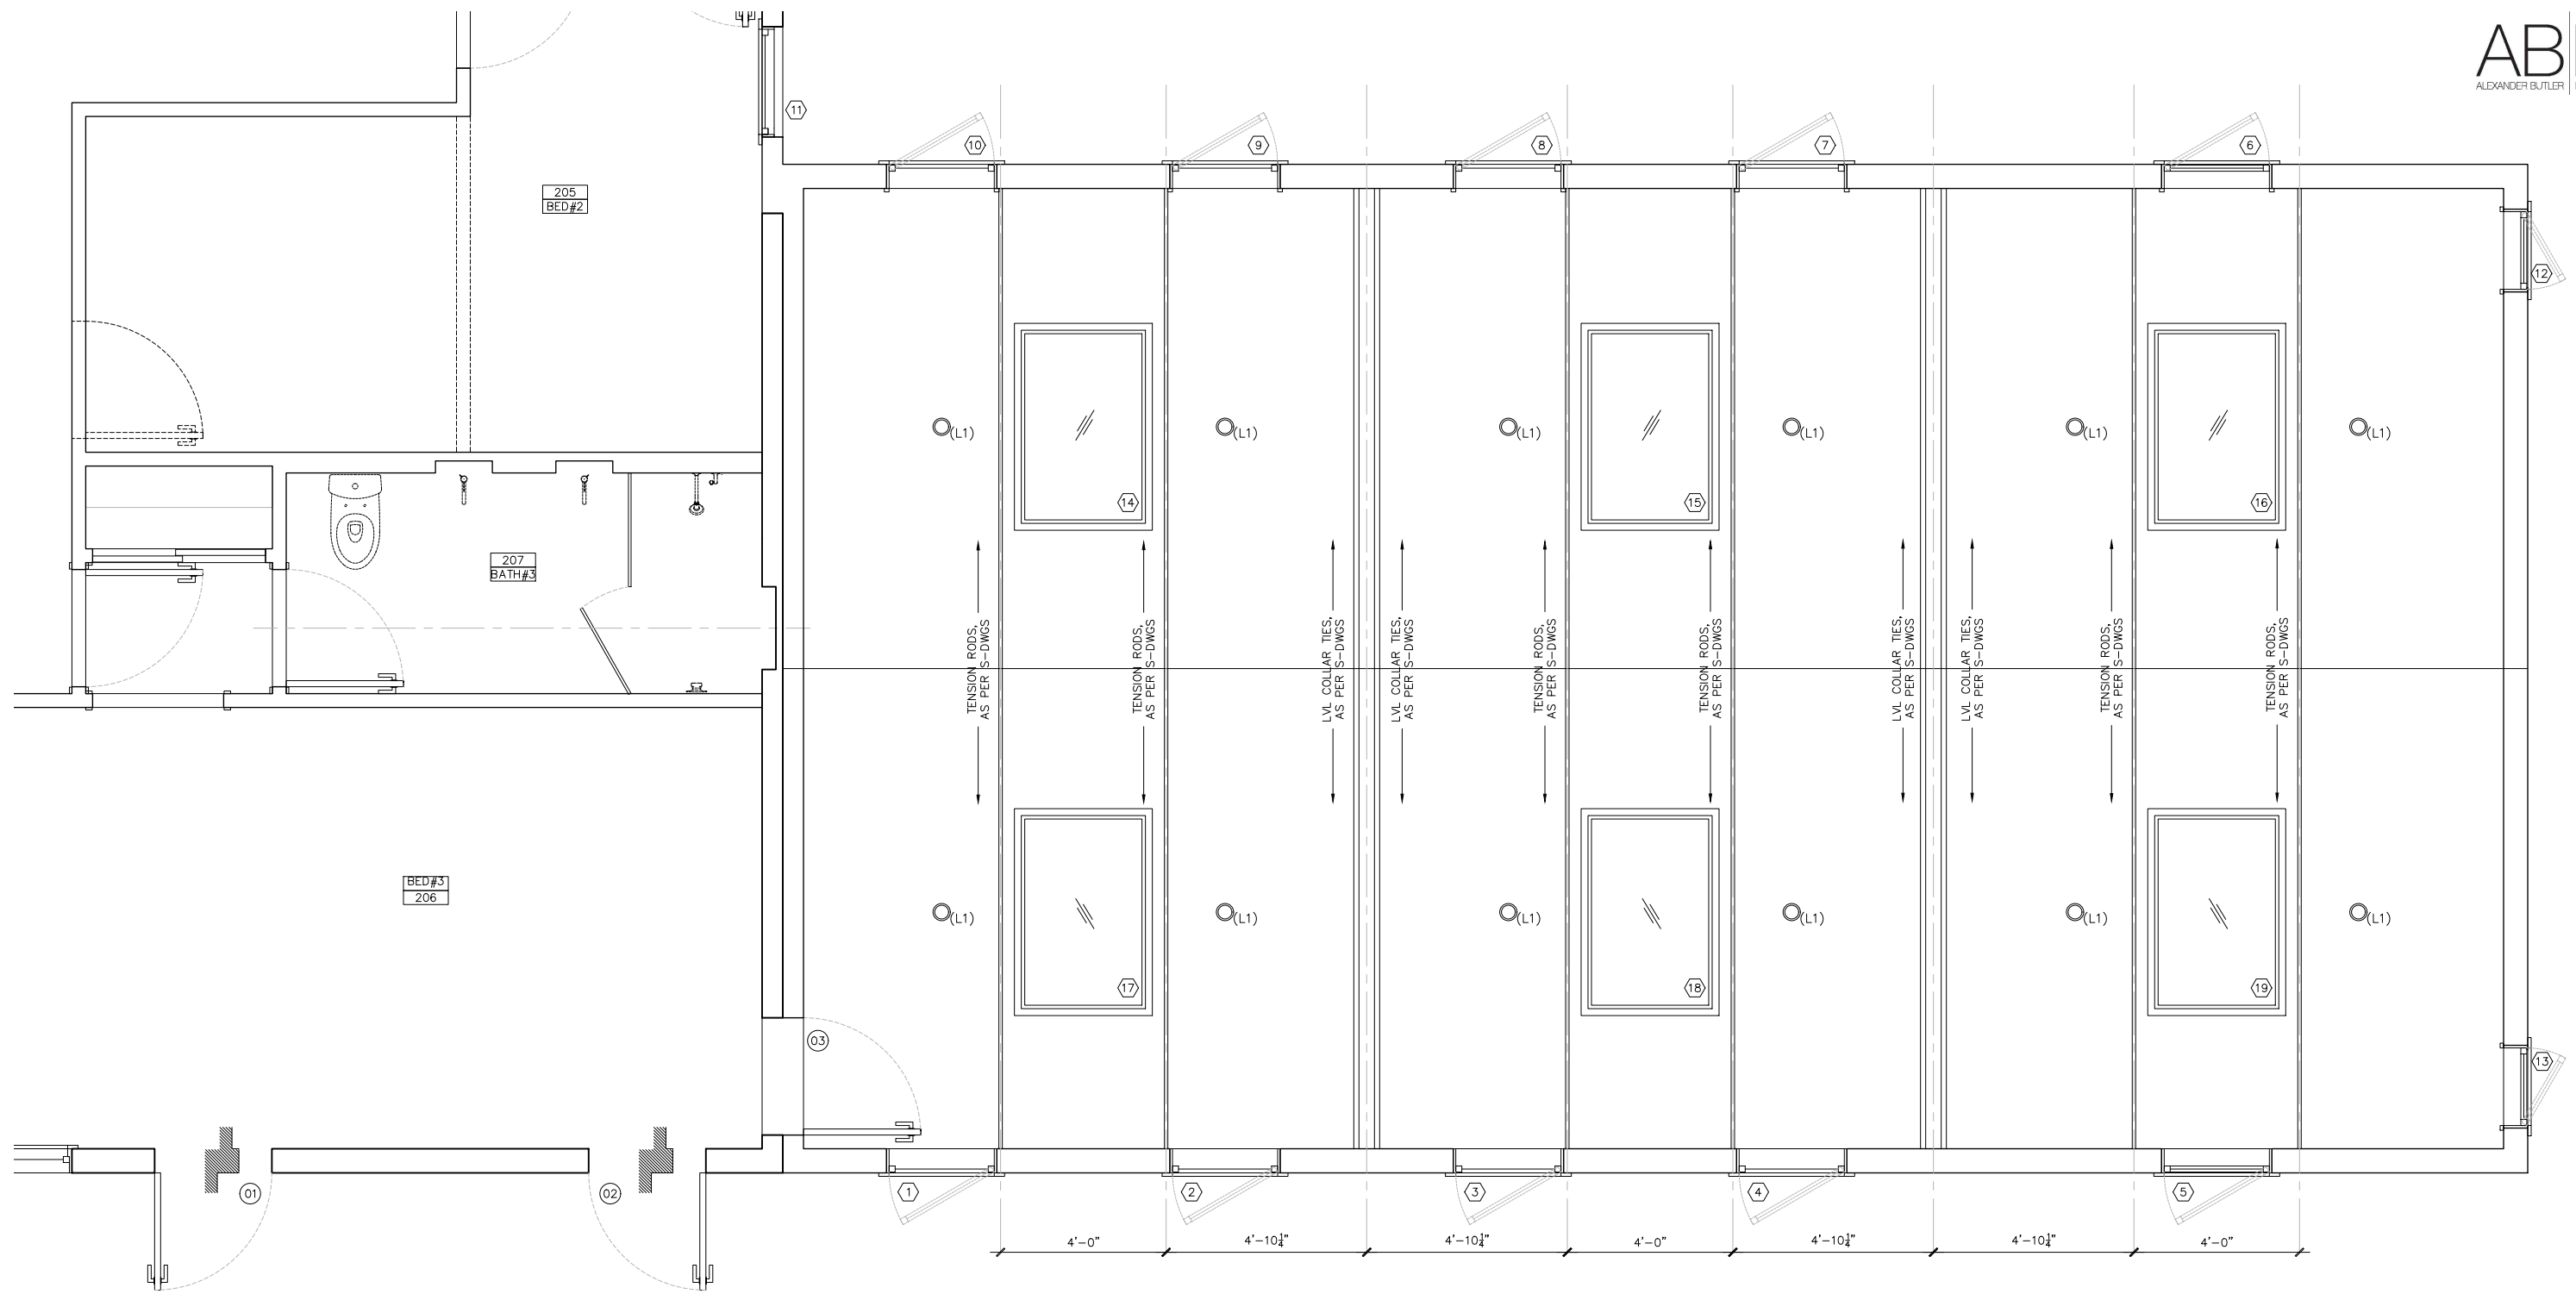 AB
ALEXANDER BUTLER
11
10
9
8
7
6
205
BED#2
12
(L1)
(L1)
(L1)
(L1)
(L1)
(L1)
14
15
16
207
BATH#3
TENSION RODS,
AS PER S-DWGS
TENSION RODS,
AS PER S-DWGS
LVL COLLAR TIES,
AS PER S-DWGS
LVL COLLAR TIES,
AS PER S-DWGS
TENSION RODS,
AS PER S-DWGS
TENSION RODS,
AS PER S-DWGS
LVL COLLAR TIES,
AS PER S-DWGS
LVL COLLAR TIES,
AS PER S-DWGS
TENSION RODS,
AS PER S-DWGS
TENSION RODS,
AS PER S-DWGS
BED#3
206
(L1)
(L1)
(L1)
(L1)
(L1)
(L1)
17
18
19
03
13
01
02
1
2
3
4
5
4'-0"
4'-10¼"
4'-10¼"
4'-0"
4'-10¼"
4'-10¼"
4'-0"